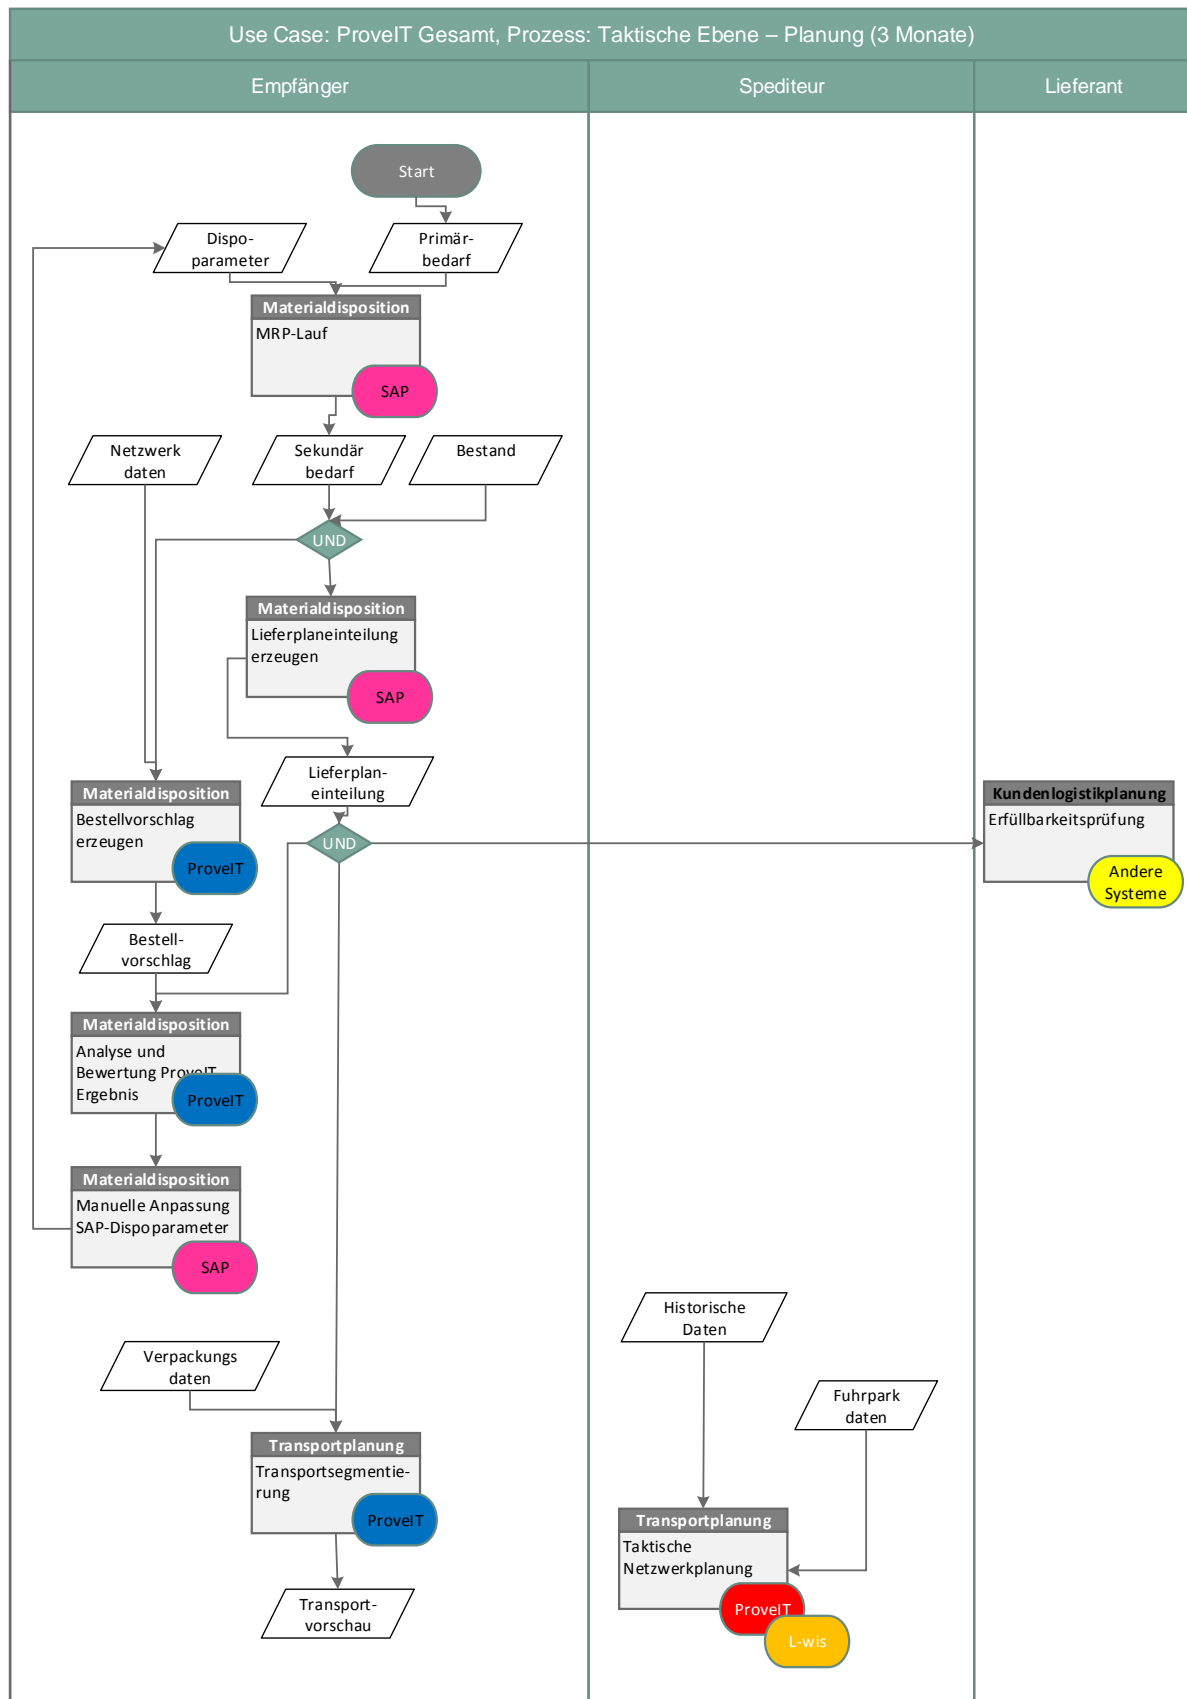 Use Case: ProveIT Gesamt, Prozess: Taktische Ebene – Planung (3 Monate)
Empfänger
Spediteur
Lieferant
Start
Dispo-
parameter
Primär-
bedarf
Materialdisposition
MRP-Lauf
SAP
Netzwerk
daten
Sekundär
bedarf
Bestand
UND
Materialdisposition
Lieferplaneinteilung
erzeugen
SAP
Lieferplan-
einteilung
Materialdisposition
Bestellvorschlag
erzeugen
ProveIT
UND
Kundenlogistikplanung
Erfüllbarkeitsprüfung
Andere
Systeme
Bestell-
vorschlag
Materialdisposition
Analyse und
Bewertung ProveIT
Ergebnis
ProveIT
Materialdisposition
Manuelle Anpassung
SAP-Dispoparameter
SAP
Historische
Daten
Verpackungs
daten
Fuhrpark
daten
Transportplanung
Transportsegmentie-
rung
ProveIT
Transportplanung
Taktische
Netzwerkplanung
ProveIT
L-wis
Transport-
vorschau